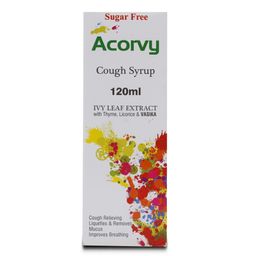 Sugar Free
Acorvy
Cough Syrup
120ml
IVY LEAF EXTRACT
with Thyme, Licorice & VASIKA
Cough Relieving
Liquefies & Removes
Mucus
Improves Breathing